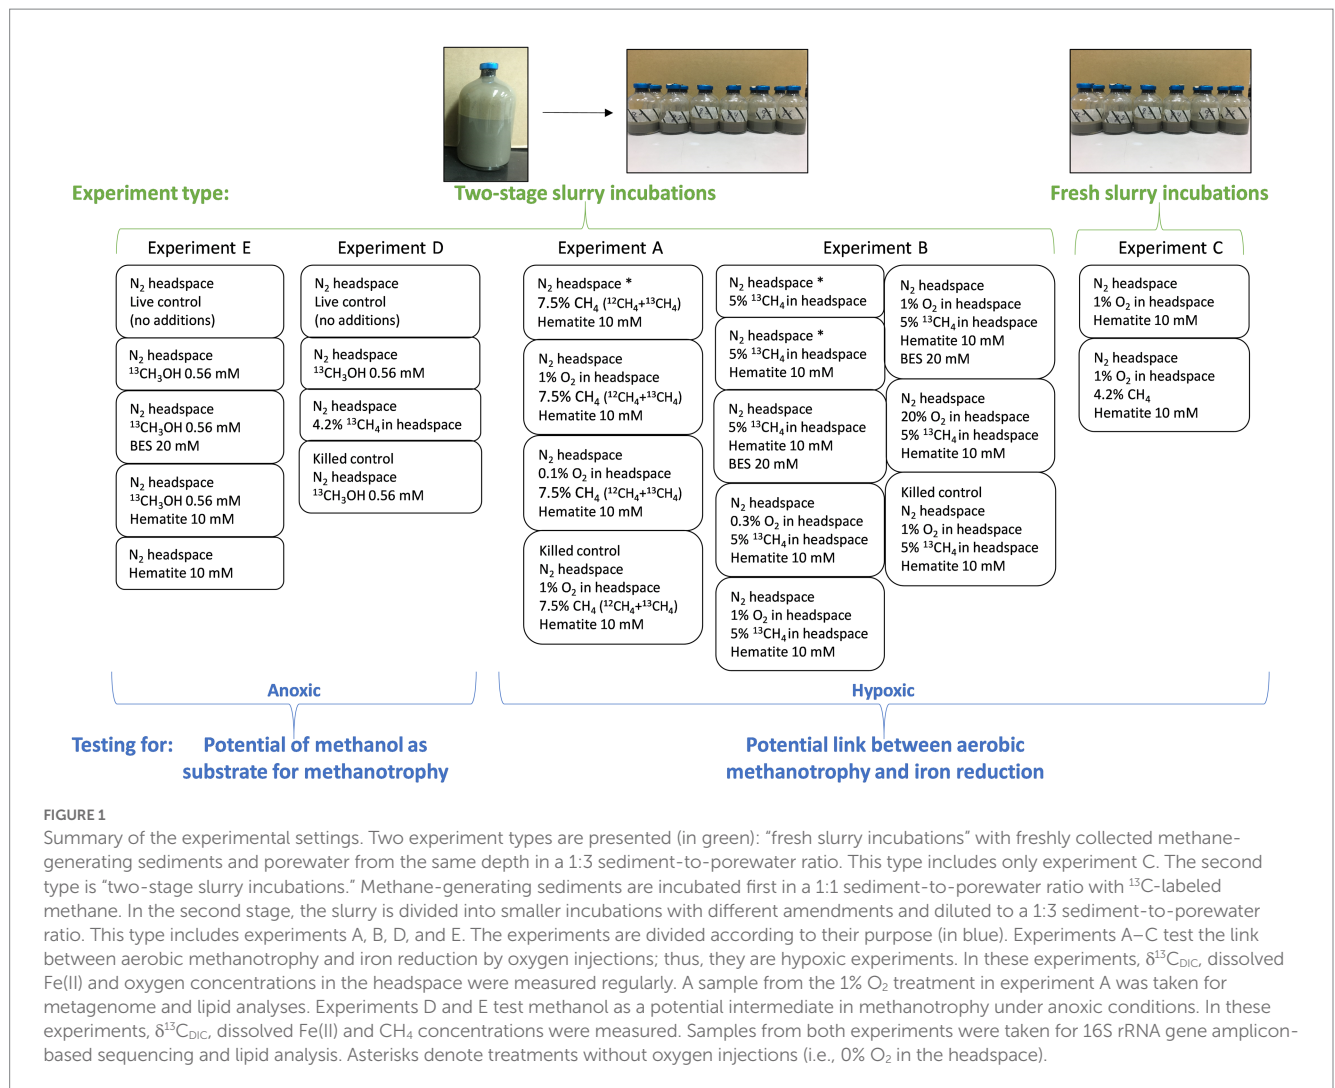 Experiment type:
Two-stage slurry incubations
Fresh slurry incubations
Experiment E
N₂ headspace
Live control
(no additions)
N₂ headspace
¹³CH₃OH 0.56 mM
N₂ headspace
¹³CH₃OH 0.56 mM
BES 20 mM
N₂ headspace
¹³CH₃OH 0.56 mM
Hematite 10 mM
N₂ headspace
Hematite 10 mM
Experiment D
N₂ headspace
Live control
(no additions)
N₂ headspace
¹³CH₃OH 0.56 mM
N₂ headspace
4.2% ¹³CH₄ in headspace
Killed control
N₂ headspace
¹³CH₃OH 0.56 mM
Experiment A
N₂ headspace *
7.5% CH₄ (¹²CH₄+¹³CH₄)
Hematite 10 mM
N₂ headspace
1% O₂ in headspace
7.5% CH₄ (¹²CH₄+¹³CH₄)
Hematite 10 mM
N₂ headspace
0.1% O₂ in headspace
7.5% CH₄ (¹²CH₄+¹³CH₄)
Hematite 10 mM
Killed control
N₂ headspace
1% O₂ in headspace
7.5% CH₄ (¹²CH₄+¹³CH₄)
Hematite 10 mM
Experiment B
N₂ headspace *
5% ¹³CH₄ in headspace
N₂ headspace *
5% ¹³CH₄ in headspace
Hematite 10 mM
N₂ headspace
5% ¹³CH₄ in headspace
Hematite 10 mM
BES 20 mM
N₂ headspace
0.3% O₂ in headspace
5% ¹³CH₄ in headspace
Hematite 10 mM
N₂ headspace
1% O₂ in headspace
5% ¹³CH₄ in headspace
Hematite 10 mM
N₂ headspace
1% O₂ in headspace
5% ¹³CH₄ in headspace
Hematite 10 mM
BES 20 mM
N₂ headspace
20% O₂ in headspace
5% ¹³CH₄ in headspace
Hematite 10 mM
Killed control
N₂ headspace
1% O₂ in headspace
5% ¹³CH₄ in headspace
Hematite 10 mM
Experiment C
N₂ headspace
1% O₂ in headspace
Hematite 10 mM
N₂ headspace
1% O₂ in headspace
4.2% CH₄
Hematite 10 mM
Anoxic
Hypoxic
Testing for:
Potential of methanol as
substrate for methanotrophy
Potential link between aerobic
methanotrophy and iron reduction
FIGURE 1
Summary of the experimental settings. Two experiment types are presented (in green): “fresh slurry incubations” with freshly collected methane-
generating sediments and porewater from the same depth in a 1:3 sediment-to-porewater ratio. This type includes only experiment C. The second
type is “two-stage slurry incubations.” Methane-generating sediments are incubated first in a 1:1 sediment-to-porewater ratio with ¹³C-labeled
methane. In the second stage, the slurry is divided into smaller incubations with different amendments and diluted to a 1:3 sediment-to-porewater
ratio. This type includes experiments A, B, D, and E. The experiments are divided according to their purpose (in blue). Experiments A–C test the link
between aerobic methanotrophy and iron reduction by oxygen injections; thus, they are hypoxic experiments. In these experiments, δ¹³C_DIC, dissolved
Fe(II) and oxygen concentrations in the headspace were measured regularly. A sample from the 1% O₂ treatment in experiment A was taken for
metagenome and lipid analyses. Experiments D and E test methanol as a potential intermediate in methanotrophy under anoxic conditions. In these
experiments, δ¹³C_DIC, dissolved Fe(II) and CH₄ concentrations were measured. Samples from both experiments were taken for 16S rRNA gene amplicon-
based sequencing and lipid analysis. Asterisks denote treatments without oxygen injections (i.e., 0% O₂ in the headspace).